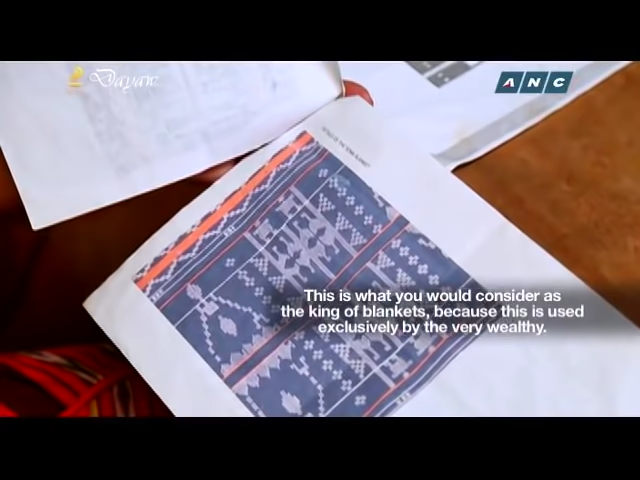 Dayaw
ANC
This is what you would consider as
the king of blankets, because this is used
exclusively by the very wealthy.